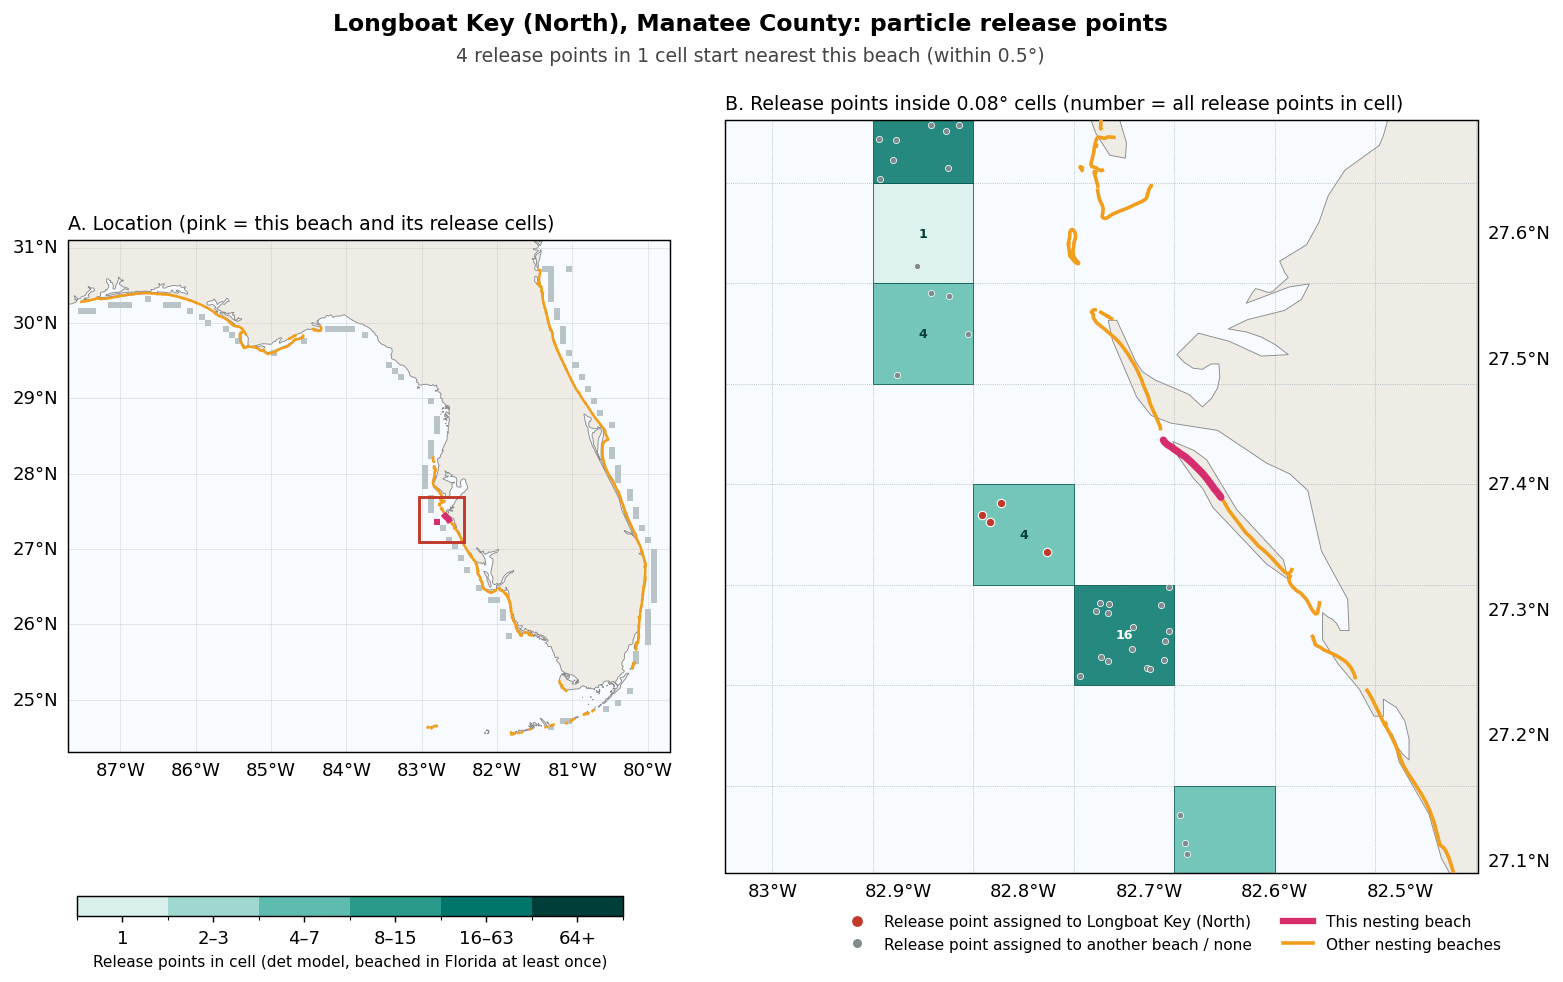 Longboat Key (North), Manatee County: particle release points
4 release points in 1 cell start nearest this beach (within 0.5°)
A. Location (pink = this beach and its release cells)
31°N
30°N
29°N
28°N
27°N
26°N
25°N
87°W 86°W 85°W 84°W 83°W 82°W 81°W 80°W
B. Release points inside 0.08° cells (number = all release points in cell)
1
4
4
16
27.6°N
27.5°N
27.4°N
27.3°N
27.2°N
27.1°N
83°W 82.9°W 82.8°W 82.7°W 82.6°W 82.5°W
1 2–3 4–7 8–15 16–63 64+
Release points in cell (det model, beached in Florida at least once)
Release point assigned to Longboat Key (North)
Release point assigned to another beach / none
This nesting beach
Other nesting beaches